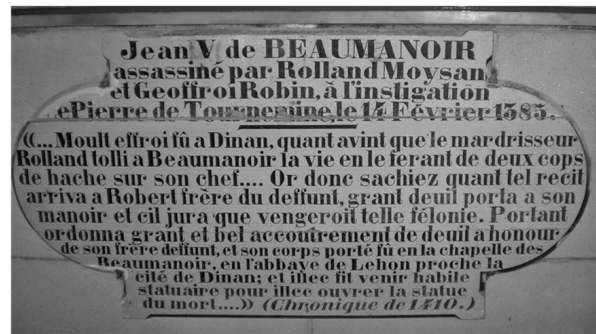 Jean V de BEAUMANOIR
assassiné par Rolland Moysan
et Geoffroi Robin, à l'instigation
e Pierre de Tournemine, le 14 Février 1385.
«...Moult effroi fû a Dinan, quant avint que le mardrisseur
Rolland tolli a Beaumanoir la vie en le ferant de deux cops
de hache sur son chef.... Or donc sachiez quant tel recit
arriva a Robert frère du deffunt, grant deuil porta a son
manoir et cil jura que vengeroit telle félonie. Portant
ordonna grant et bel accoutrement de deuil a honour
de son frère deffunt, et son corps porté fû en la chapelle des
Beaumanoir, en l'abbaye de Lehon proche la
cité de Dinan; et illec fit venir habile
statuaire pour illec ouvrer la statue
du mort....» (Chronique de 1410.)